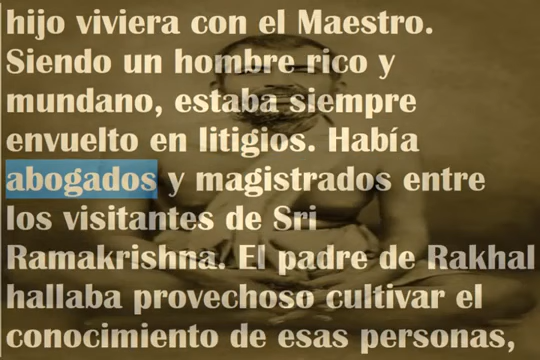 hijo viviera con el Maestro.
Siendo un hombre rico y
mundano, estaba siempre
envuelto en litigios. Había
abogados y magistrados entre
los visitantes de Sri
Ramakrishna. El padre de Rakhal
hallaba provechoso cultivar el
conocimiento de esas personas,